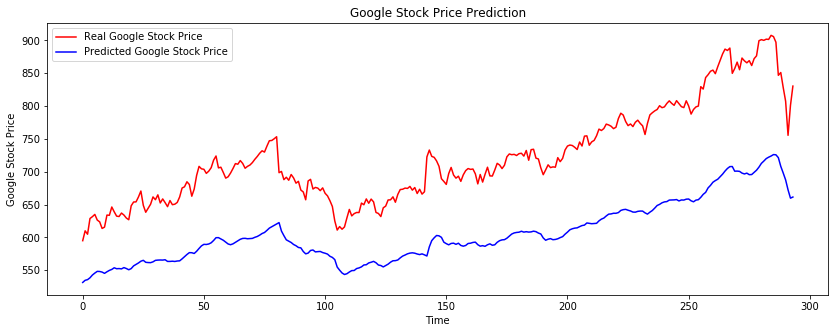 Google Stock Price Prediction
Real Google Stock Price
Predicted Google Stock Price
Google Stock Price
900
850
800
750
700
650
600
550
0 50 100 150 200 250 300
Time